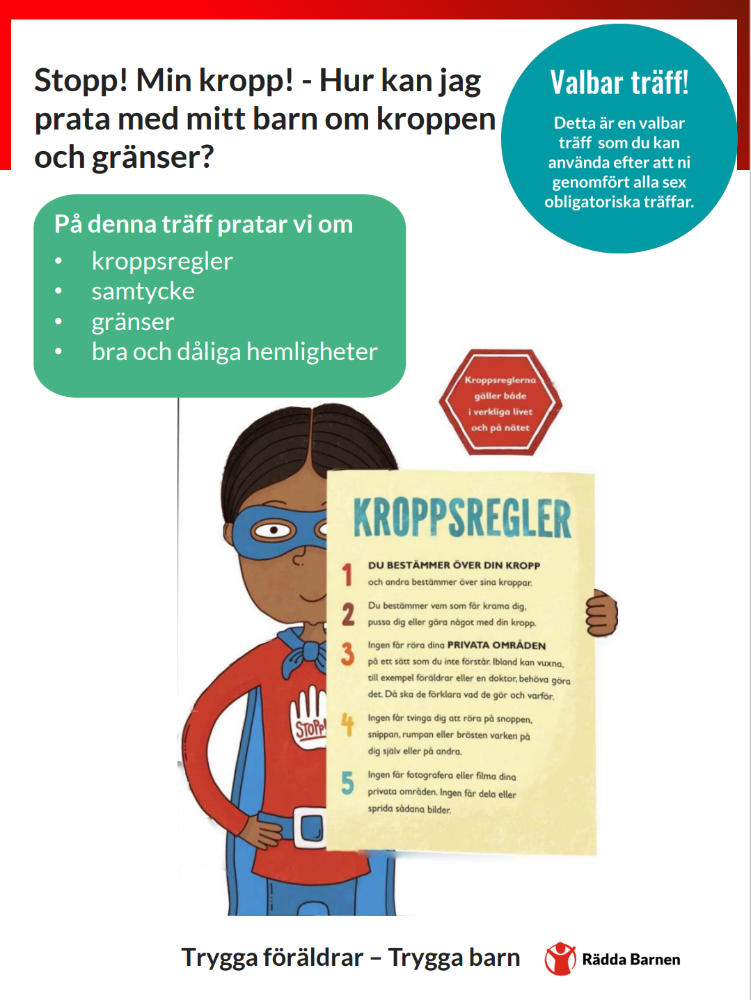 Stopp! Min kropp! - Hur kan jag
prata med mitt barn om kroppen
och gränser?
Valbar träff!
Detta är en valbar
träff som du kan
använda efter att ni
genomfört alla sex
obligatoriska träffar.
På denna träff pratar vi om
• kroppsregler
• samtycke
• gränser
• bra och dåliga hemligheter
Kroppsreglerna
gäller både
i verkliga livet
och på nätet
KROPPSREGLER
1 DU BESTÄMMER ÖVER DIN KROPP
och andra bestämmer över sina kroppar.
2 Du bestämmer vem som får krama dig,
pussa dig eller göra något med din kropp.
3 Ingen får röra dina PRIVATA OMRÅDEN
på ett sätt som du inte förstår. Ibland kan vuxna,
till exempel föräldrar eller en doktor, behöva göra
det. Då ska de förklara vad de gör och varför.
4 Ingen får tvinga dig att röra på snoppen,
snippan, rumpan eller brösten varken på
dig själv eller på andra.
5 Ingen får fotografera eller filma dina
privata områden. Ingen får dela eller
sprida sådana bilder.
STOPP!
Trygga föräldrar – Trygga barn
Rädda Barnen